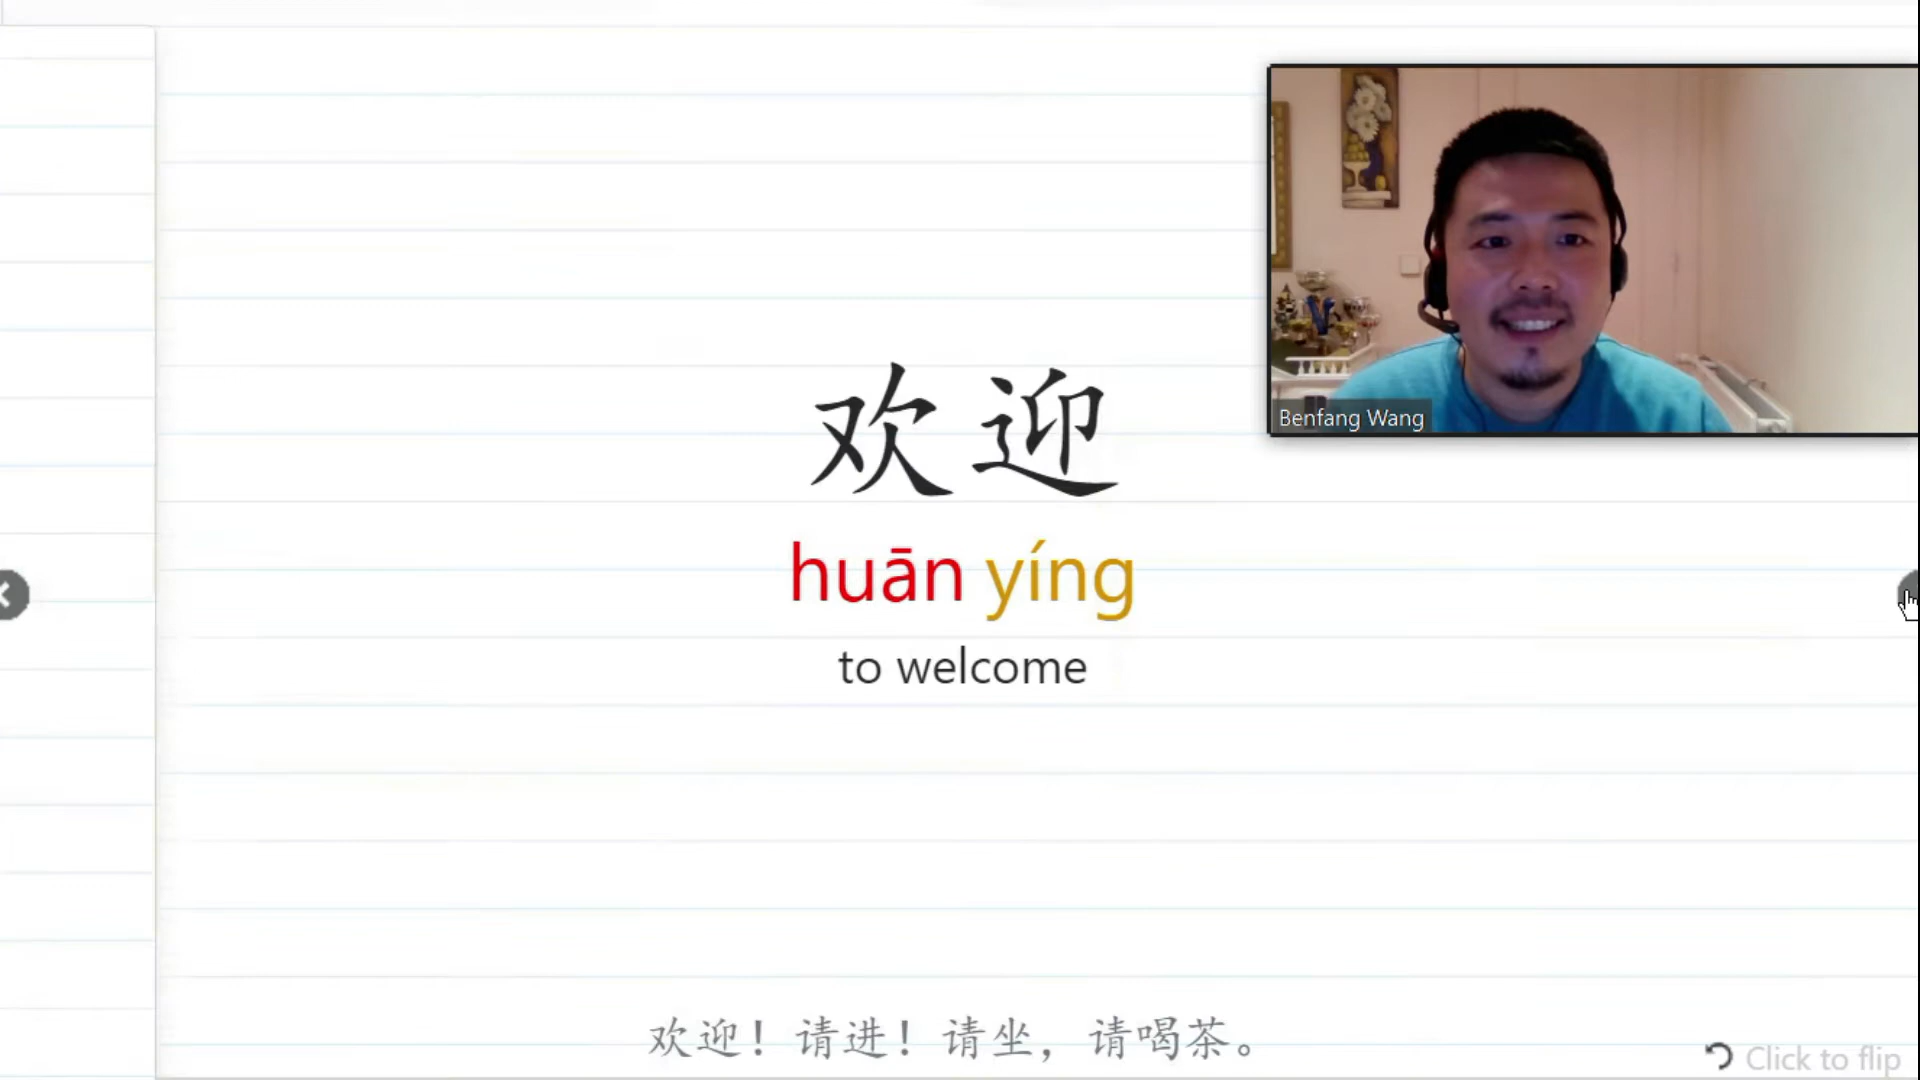 Benfang Wang
欢迎
huān yíng
to welcome
欢迎！请进！请坐，请喝茶。
Click to flip